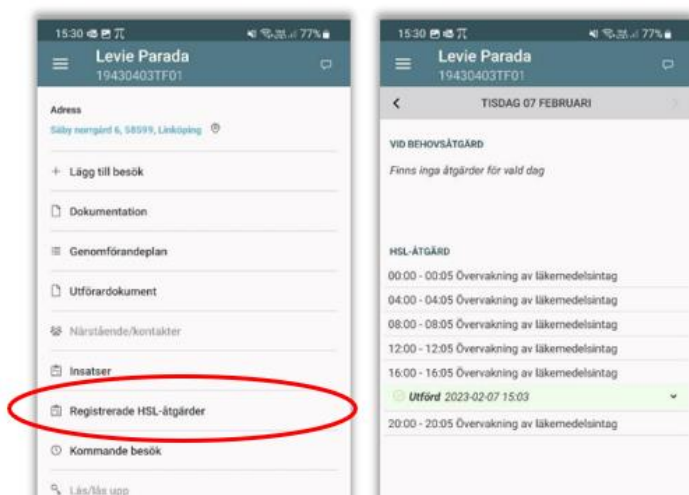 15:30
77%
Levie Parada
19430403TF01
Adress
Säby norrgård 6, 58599, Linköping
Lägg till besök
Dokumentation
Genomförandeplan
Utförardokument
Närstående/kontakter
Insatser
Registrerade HSL-åtgärder
Kommande besök
Lås/lås upp
15:30
77%
Levie Parada
19430403TF01
TISDAG 07 FEBRUARI
VID BEHOVSÅTGÄRD
Finns inga åtgärder för vald dag
HSL-ÅTGÄRD
00:00 - 00:05 Övervakning av läkemedelsintag
04:00 - 04:05 Övervakning av läkemedelsintag
08:00 - 08:05 Övervakning av läkemedelsintag
12:00 - 12:05 Övervakning av läkemedelsintag
16:00 - 16:05 Övervakning av läkemedelsintag
Utförd 2023-02-07 15:03
20:00 - 20:05 Övervakning av läkemedelsintag